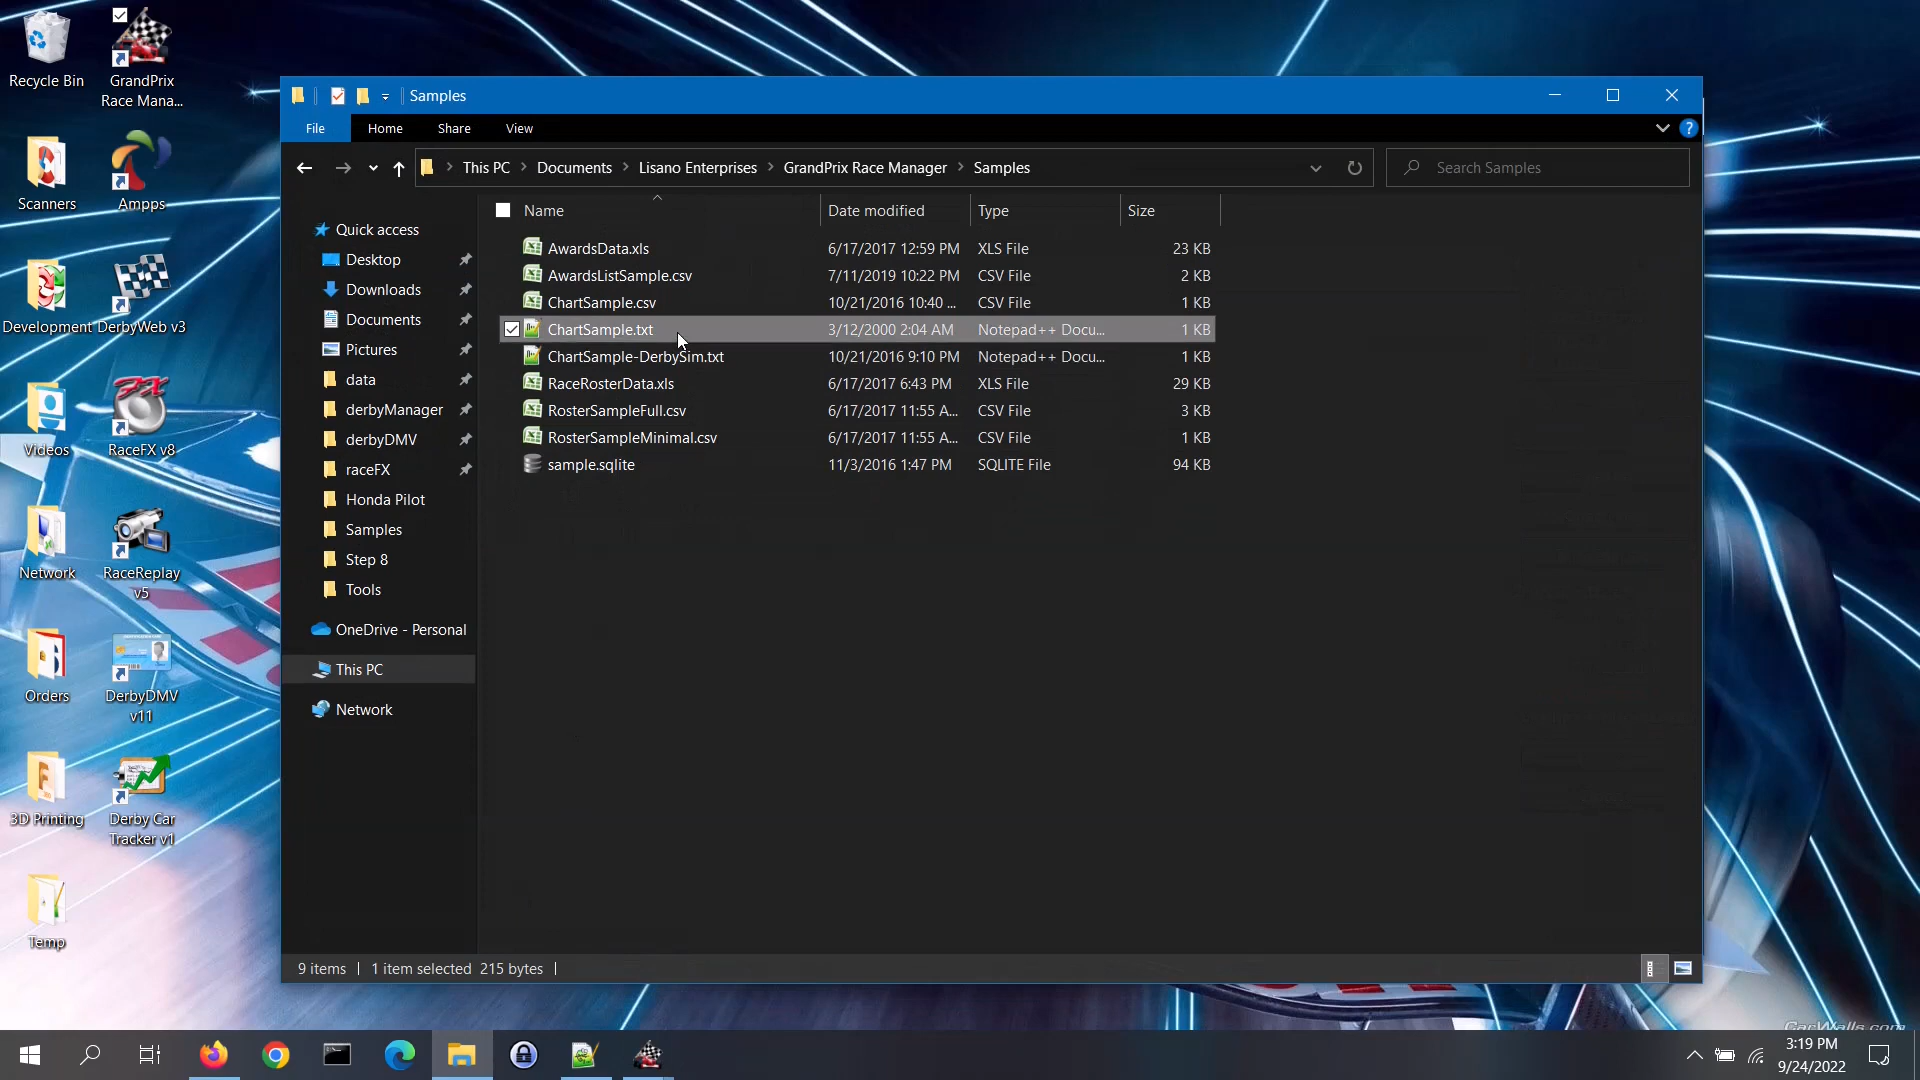 Recycle Bin
GrandPrix
Race Mana...
Scanners
Ampps
Development
DerbyWeb v3
Videos
RaceFX v8
Network
RaceReplay
v5
Orders
DerbyDMV
v11
3D Printing
Derby Car
Tracker v1
Temp
Samples
File Home Share View
This PC Documents Lisano Enterprises GrandPrix Race Manager Samples
Search Samples
Quick access
Desktop
Downloads
Documents
Pictures
data
derbyManager
derbyDMV
raceFX
Honda Pilot
Samples
Step 8
Tools
OneDrive - Personal
This PC
Network
Name Date modified Type Size
AwardsData.xls 6/17/2017 12:59 PM XLS File 23 KB
AwardsListSample.csv 7/11/2019 10:22 PM CSV File 2 KB
ChartSample.csv 10/21/2016 10:40 ... CSV File 1 KB
ChartSample.txt 3/12/2000 2:04 AM Notepad++ Docu... 1 KB
ChartSample-DerbySim.txt 10/21/2016 9:10 PM Notepad++ Docu... 1 KB
RaceRosterData.xls 6/17/2017 6:43 PM XLS File 29 KB
RosterSampleFull.csv 6/17/2017 11:55 A... CSV File 3 KB
RosterSampleMinimal.csv 6/17/2017 11:55 A... CSV File 1 KB
sample.sqlite 11/3/2016 1:47 PM SQLITE File 94 KB
9 items 1 item selected 215 bytes
CarWalls.com
3:19 PM
9/24/2022